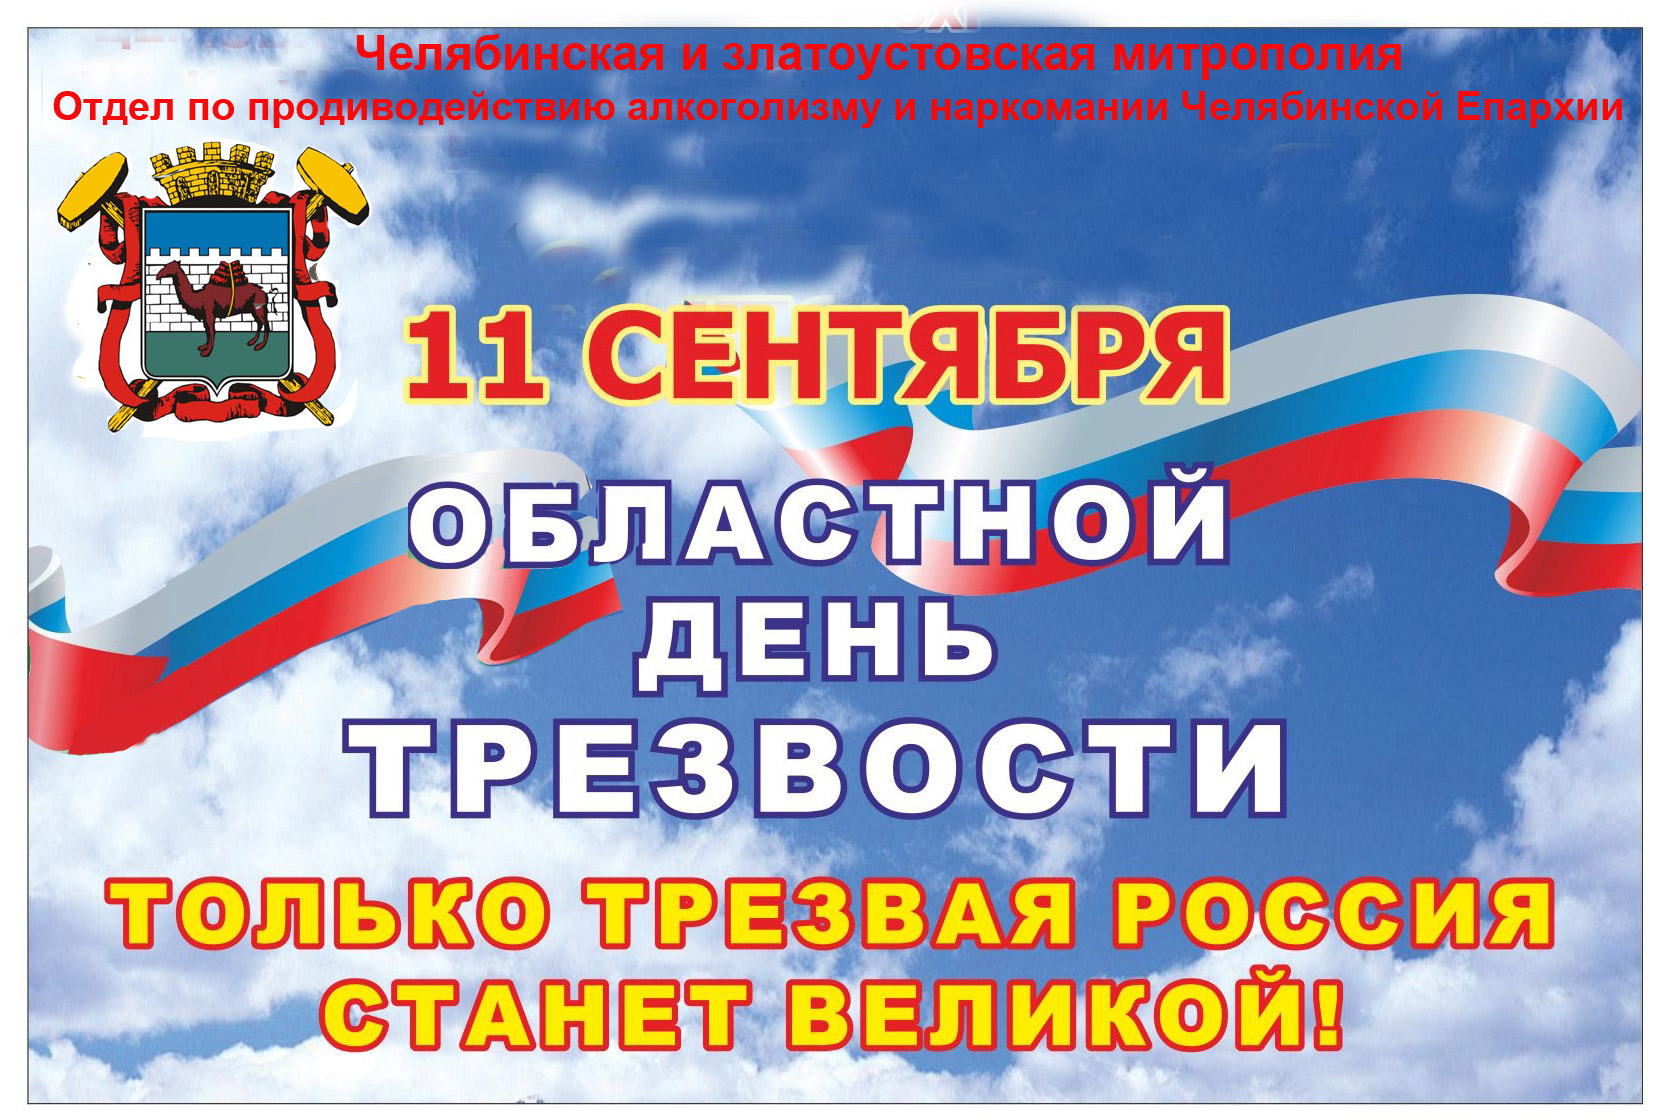 Челябинская и златоустовская митрополия
Отдел по продиводействию алкоголизму и наркомании Челябинской Епархии
11 СЕНТЯБРЯ
ОБЛАСТНОЙ
ДЕНЬ
ТРЕЗВОСТИ
ТОЛЬКО ТРЕЗВАЯ РОССИЯ
СТАНЕТ ВЕЛИКОЙ!